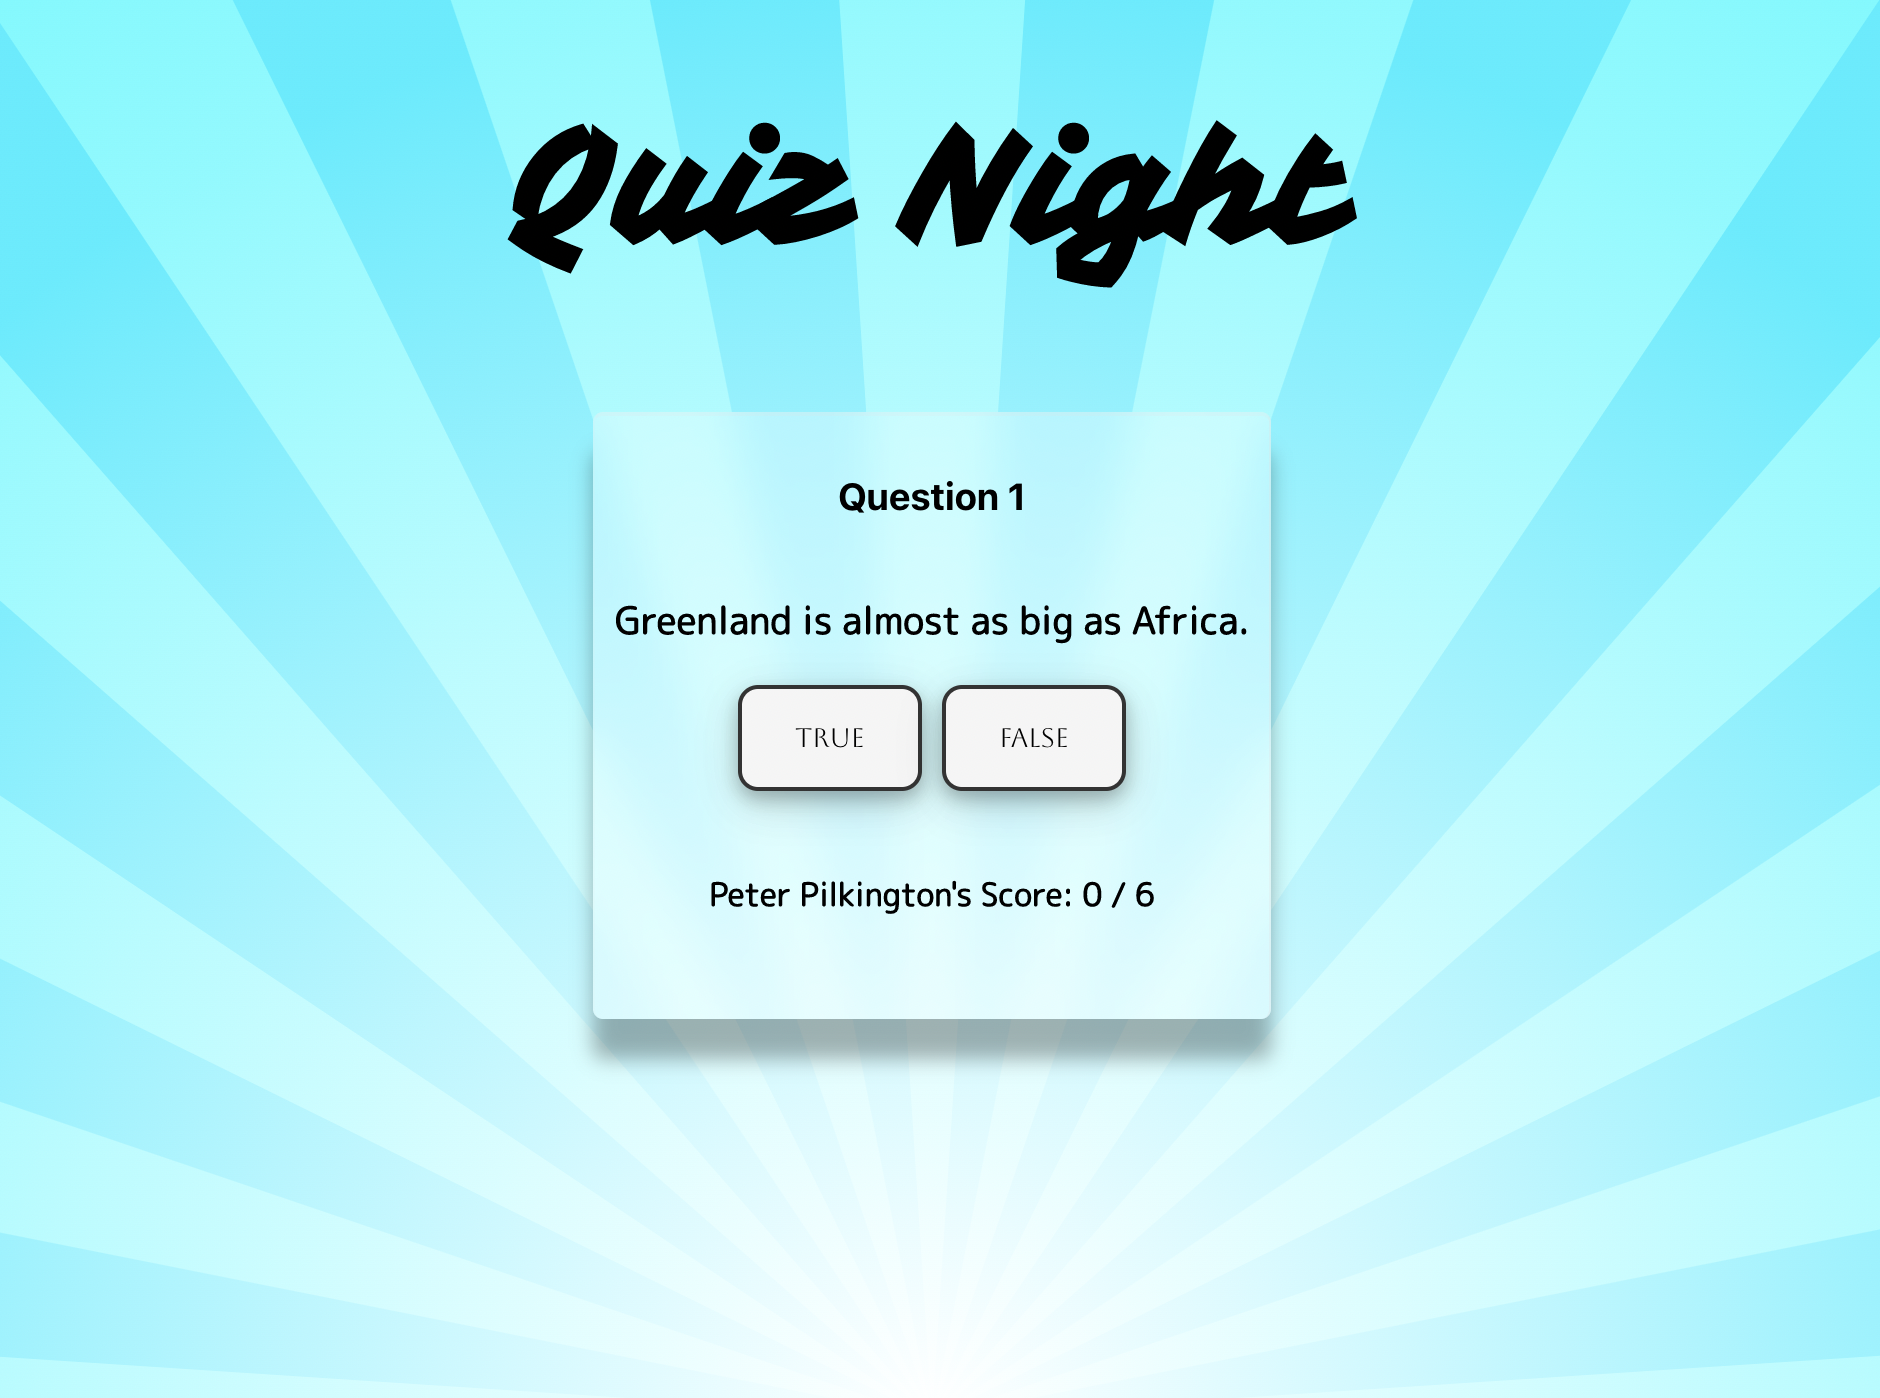 Quiz Night
Question 1
Greenland is almost as big as Africa.
TRUE
FALSE
Peter Pilkington's Score: 0 / 6